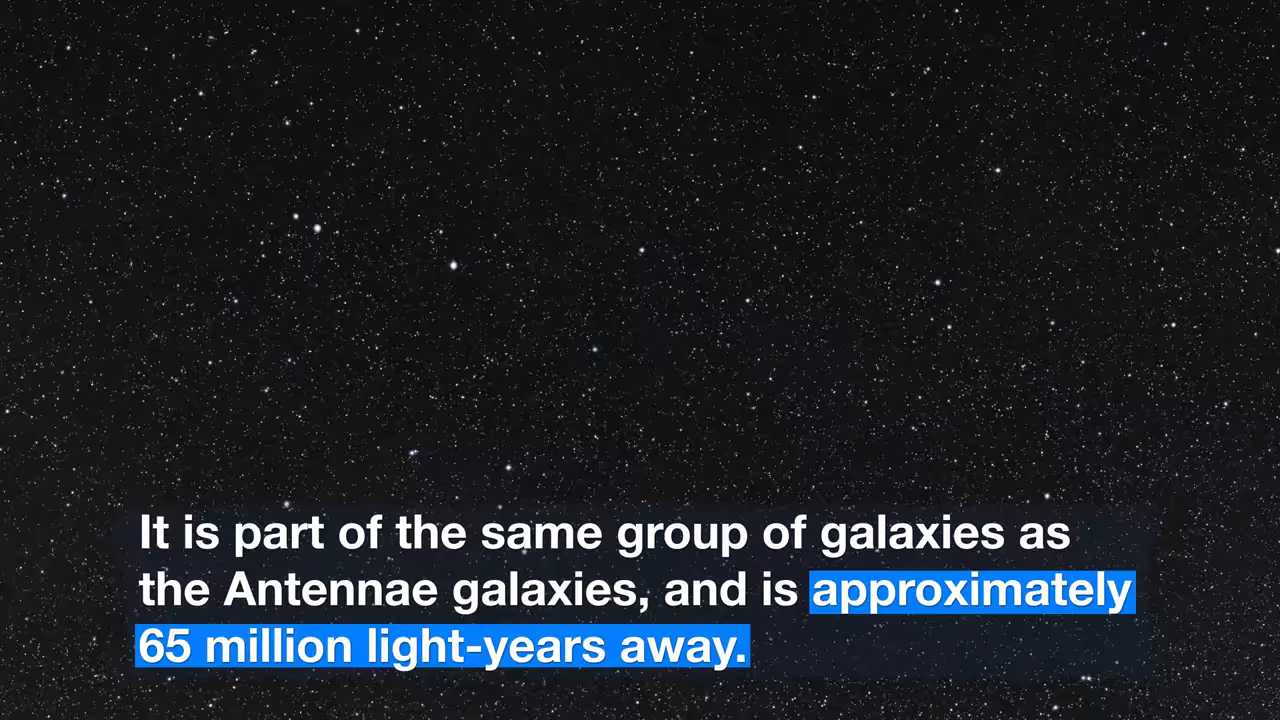 It is part of the same group of galaxies as
the Antennae galaxies, and is approximately
65 million light-years away.